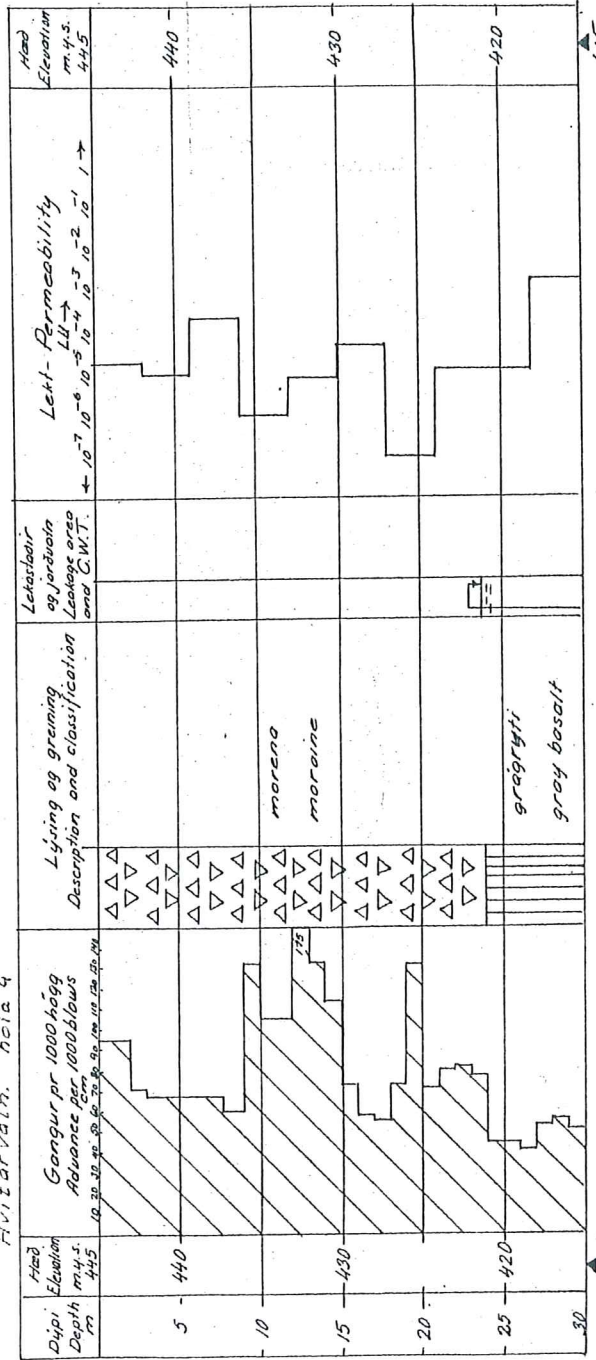 Hvítárvatn. hola 4
Dýpi
Depth
m
Hæð
Elevation
m.y.s.
445
Gangur pr 1000 högg
Advance per 1000 blows
cm
10 20 30 40 50 60 70 80 90 100 110 120 130 140
Lýsing og greining
Description and classification
Lekastaðir
og jarðvatn
Leakage area
and G.W.T.
Lekt - Permeability
LU →
← 10⁻⁷ 10⁻⁶ 10⁻⁵ 10⁻⁴ 10⁻³ 10⁻² 10⁻¹ 1 →
Hæð
Elevation
m.y.s.
445
5
440
440
10
175
morena
moraine
15
430
430
20
25
420
grágrýti
gray basalt
420
30